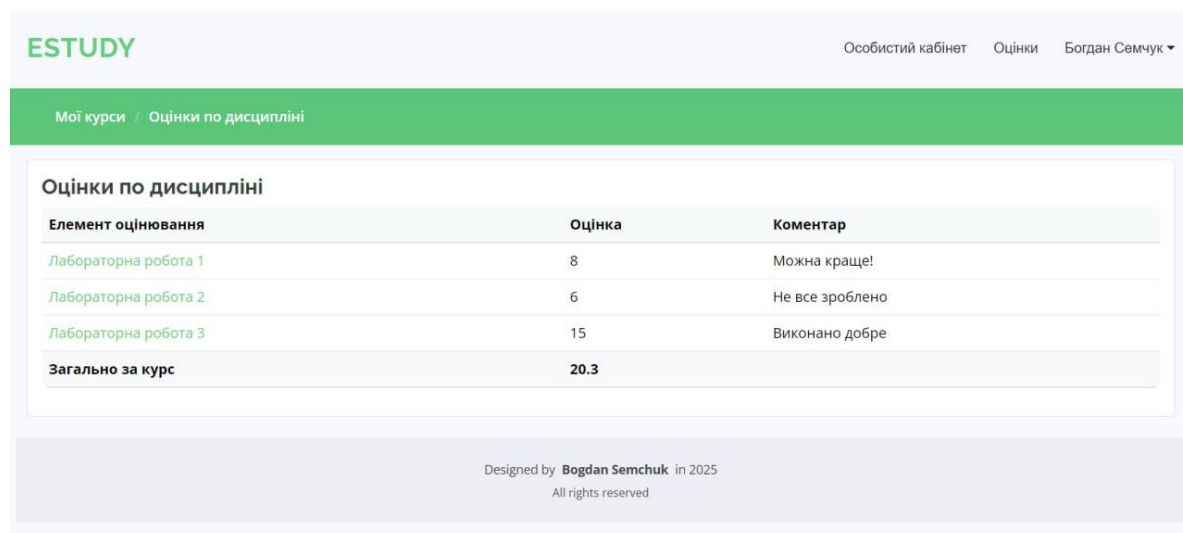 ESTUDY
Особистий кабінет Оцінки Богдан Семчук
Мої курси / Оцінки по дисципліні
Оцінки по дисципліні
Елемент оцінювання Оцінка Коментар
Лабораторна робота 1 8 Можна краще!
Лабораторна робота 2 6 Не все зроблено
Лабораторна робота 3 15 Виконано добре
Загально за курс 20.3
Designed by Bogdan Semchuk in 2025
All rights reserved